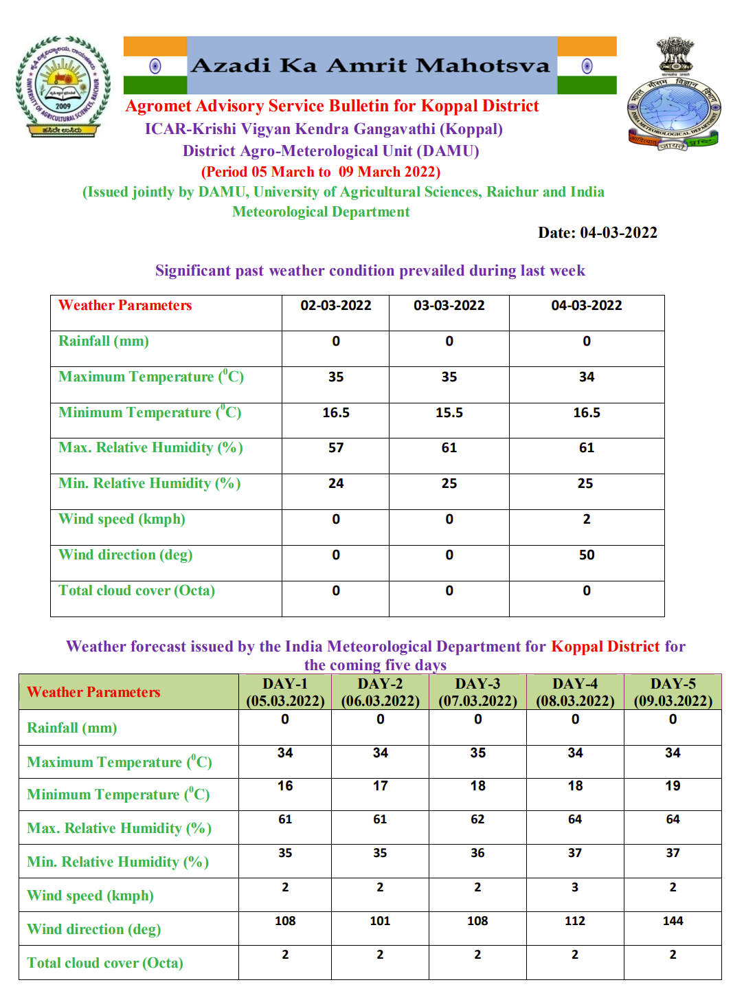 Azadi Ka Amrit Mahotsva
Agromet Advisory Service Bulletin for Koppal District
ICAR-Krishi Vigyan Kendra Gangavathi (Koppal)
District Agro-Meterological Unit (DAMU)
(Period 05 March to 09 March 2022)
(Issued jointly by DAMU, University of Agricultural Sciences, Raichur and India
Meteorological Department
Date: 04-03-2022
UNIVERSITY OF AGRICULTURAL SCIENCES, RAICHUR
2009
भारत मौसम विज्ञान विभाग
INDIA METEOROLOGICAL DEPARTMENT
Significant past weather condition prevailed during last week
Weather Parameters 02-03-2022 03-03-2022 04-03-2022
Rainfall (mm) 0 0 0
Maximum Temperature (⁰C) 35 35 34
Minimum Temperature (⁰C) 16.5 15.5 16.5
Max. Relative Humidity (%) 57 61 61
Min. Relative Humidity (%) 24 25 25
Wind speed (kmph) 0 0 2
Wind direction (deg) 0 0 50
Total cloud cover (Octa) 0 0 0
Weather forecast issued by the India Meteorological Department for Koppal District for
the coming five days
Weather Parameters DAY-1 DAY-2 DAY-3 DAY-4 DAY-5
(05.03.2022) (06.03.2022) (07.03.2022) (08.03.2022) (09.03.2022)
Rainfall (mm) 0 0 0 0 0
Maximum Temperature (⁰C) 34 34 35 34 34
Minimum Temperature (⁰C) 16 17 18 18 19
Max. Relative Humidity (%) 61 61 62 64 64
Min. Relative Humidity (%) 35 35 36 37 37
Wind speed (kmph) 2 2 2 3 2
Wind direction (deg) 108 101 108 112 144
Total cloud cover (Octa) 2 2 2 2 2